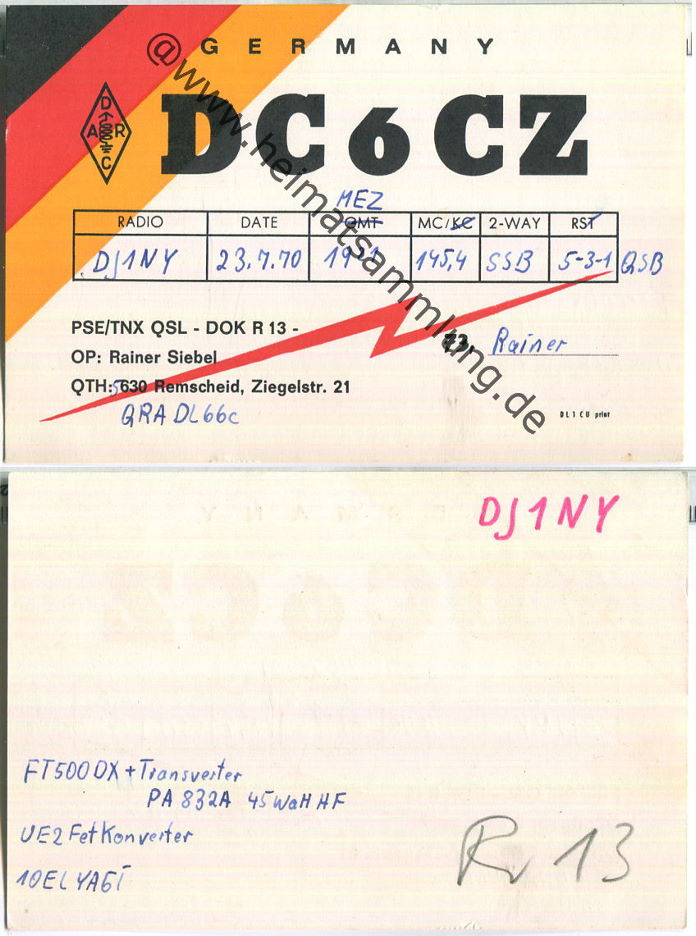 GERMANY
DARC
DC6CZ
MEZ
RADIO DATE GMT MC/KC 2-WAY RST
DJ1NY 23.7.70 1951 145,4 SSB 5-3-1 QSB
PSE/TNX QSL - DOK R 13 -
73, Rainer
OP: Rainer Siebel
QTH: 5630 Remscheid, Ziegelstr. 21
QRA DL66c
DL1CU print
@www.heimatsammlung.de
DJ1NY
FT500DX + Transverter
PA 832A 45 Watt HF
UE2 Fet Konverter
10EL YAGI
R 13